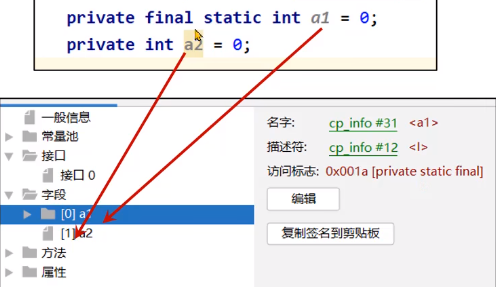 private final static int a1 = 0;
private int a2 = 0;
一般信息
常量池
接口
接口 0
字段
[0] a1
[1] a2
方法
属性
名字: cp_info #31 <a1>
描述符: cp_info #12 <I>
访问标志: 0x001a [private static final]
编辑
复制签名到剪贴板